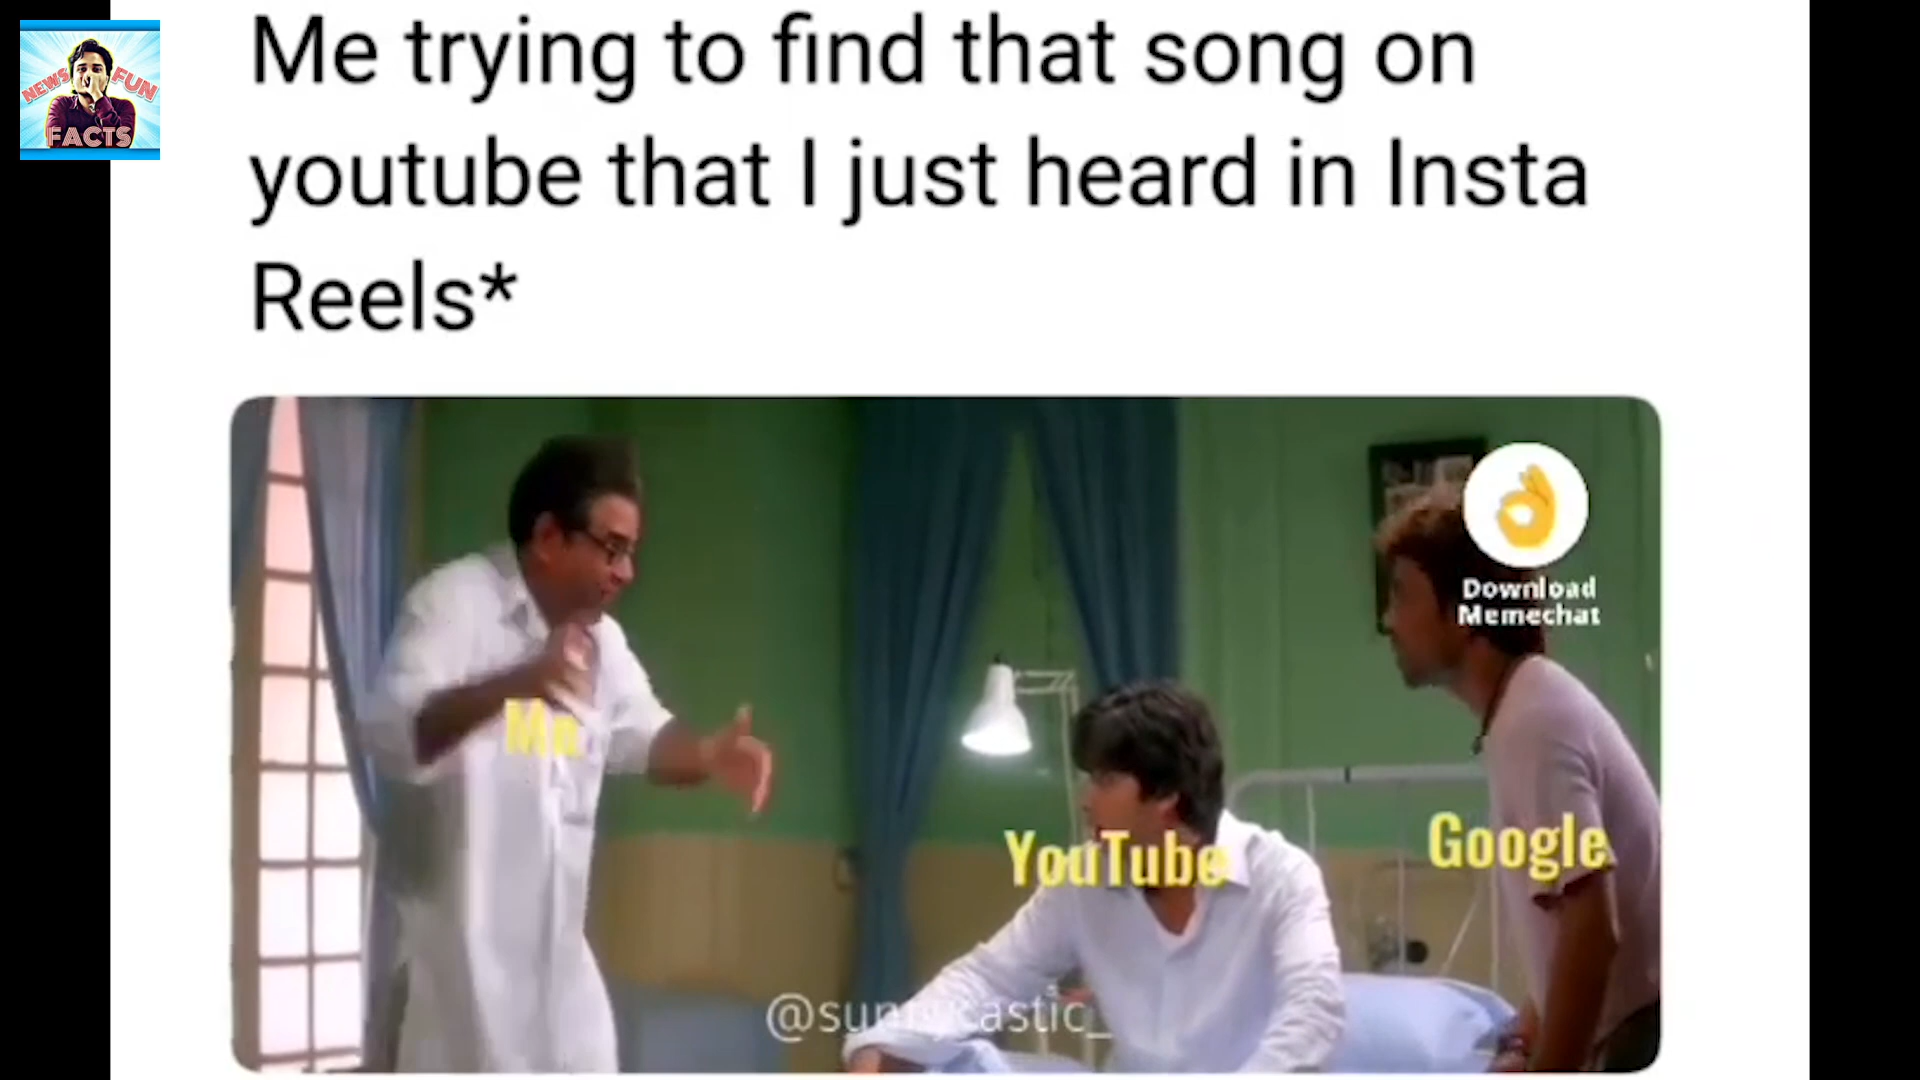 Me trying to find that song on
youtube that I just heard in Insta
Reels*
NEWS FUN
FACTS
Download
Memechat
Me
YouTube
Google